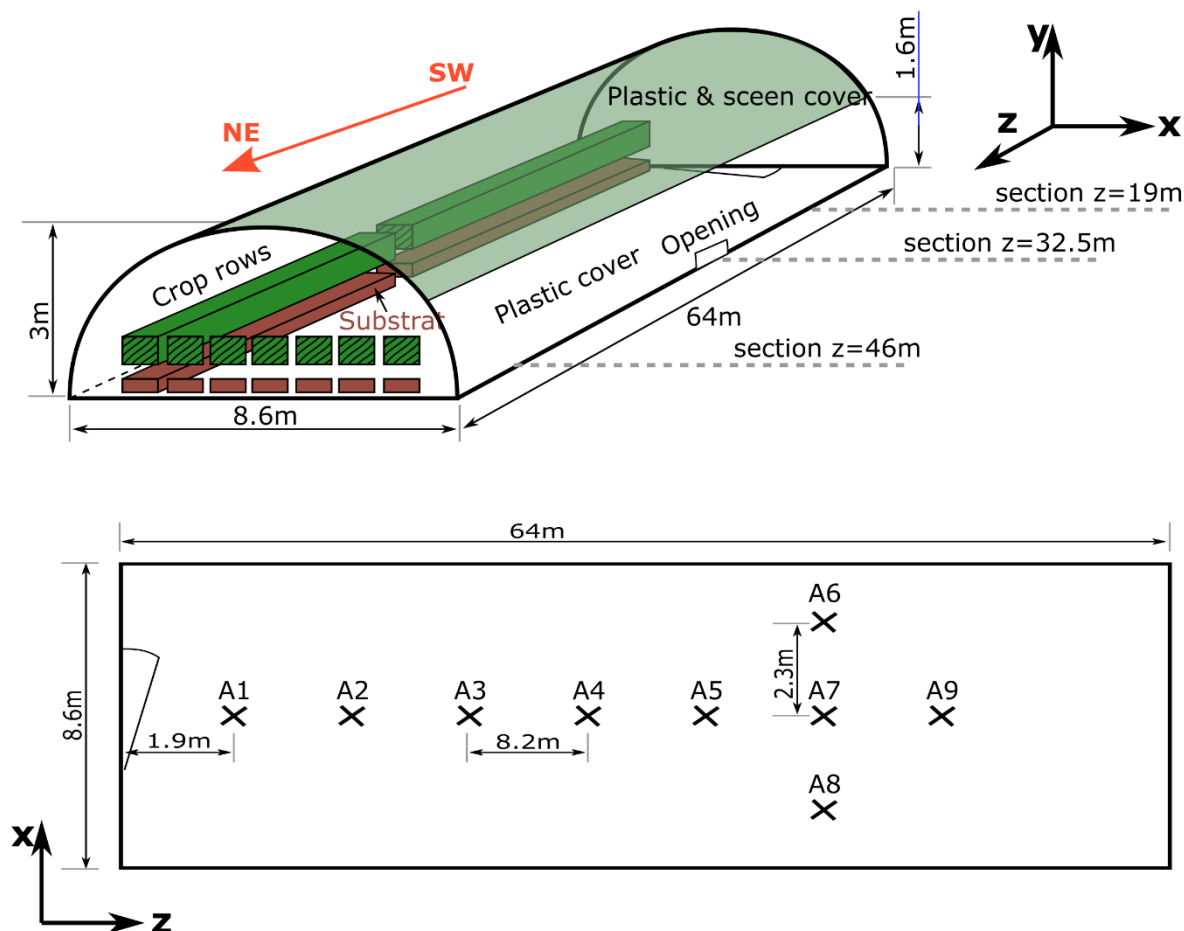 SW
NE
1.6m
y
x
z
Plastic & sceen cover
section z=19m
Crop rows
Opening
section z=32.5m
Plastic cover
3m
Substrat
64m
section z=46m
8.6m
64m
A6
2.3m
8.6m
A1
A2
A3
A4
A5
A7
A9
1.9m
8.2m
A8
x
z